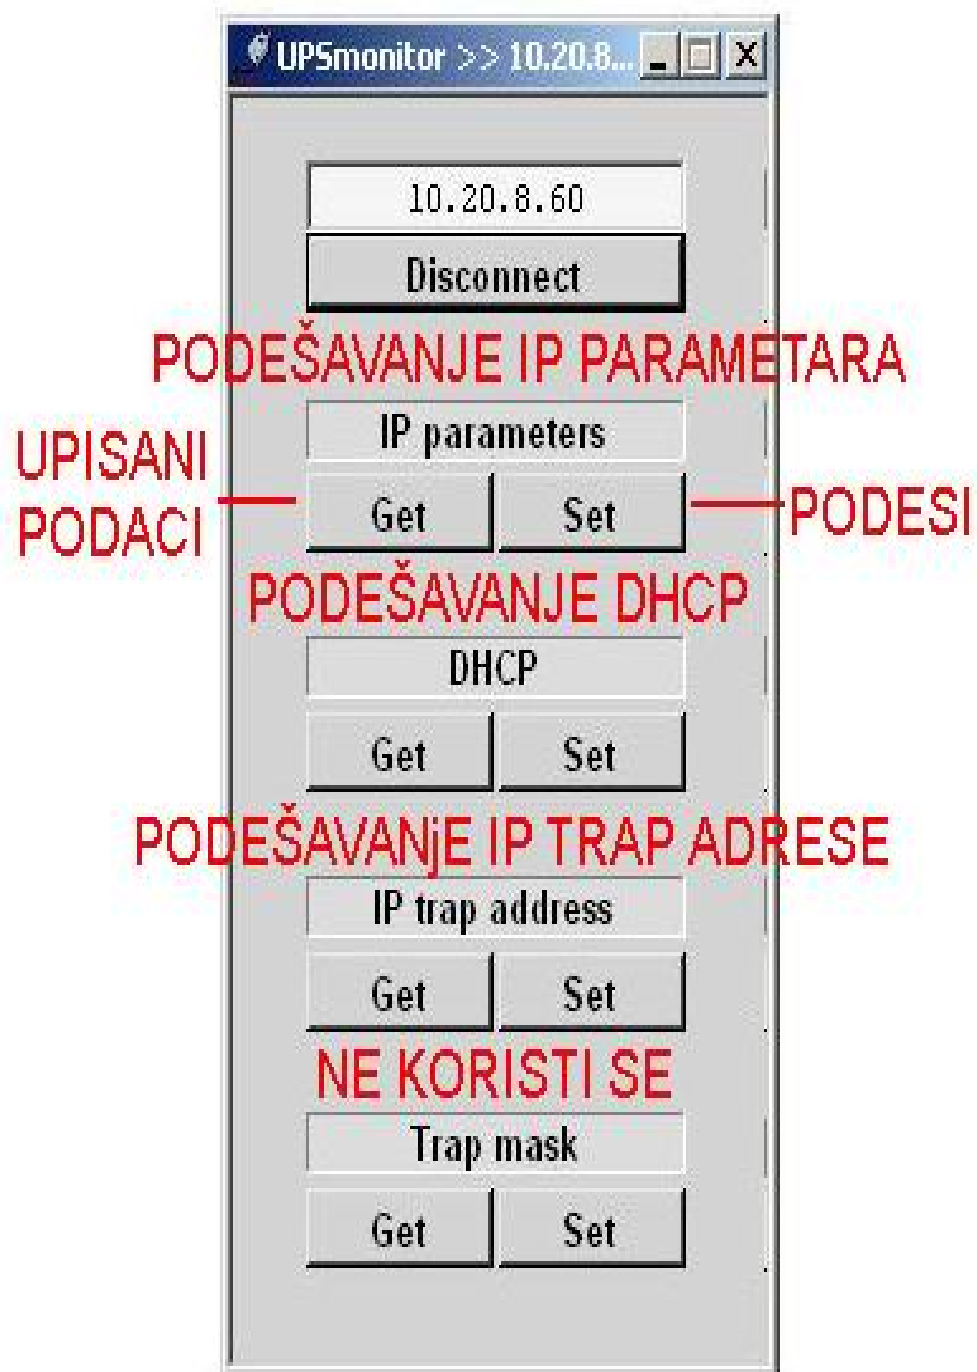 UPSmonitor >> 10.20.8...
10.20.8.60
Disconnect
PODEŠAVANJE IP PARAMETARA
IP parameters
UPISANI
PODACI
Get Set
PODESI
PODEŠAVANJE DHCP
DHCP
Get Set
PODEŠAVANjE IP TRAP ADRESE
IP trap address
Get Set
NE KORISTI SE
Trap mask
Get Set